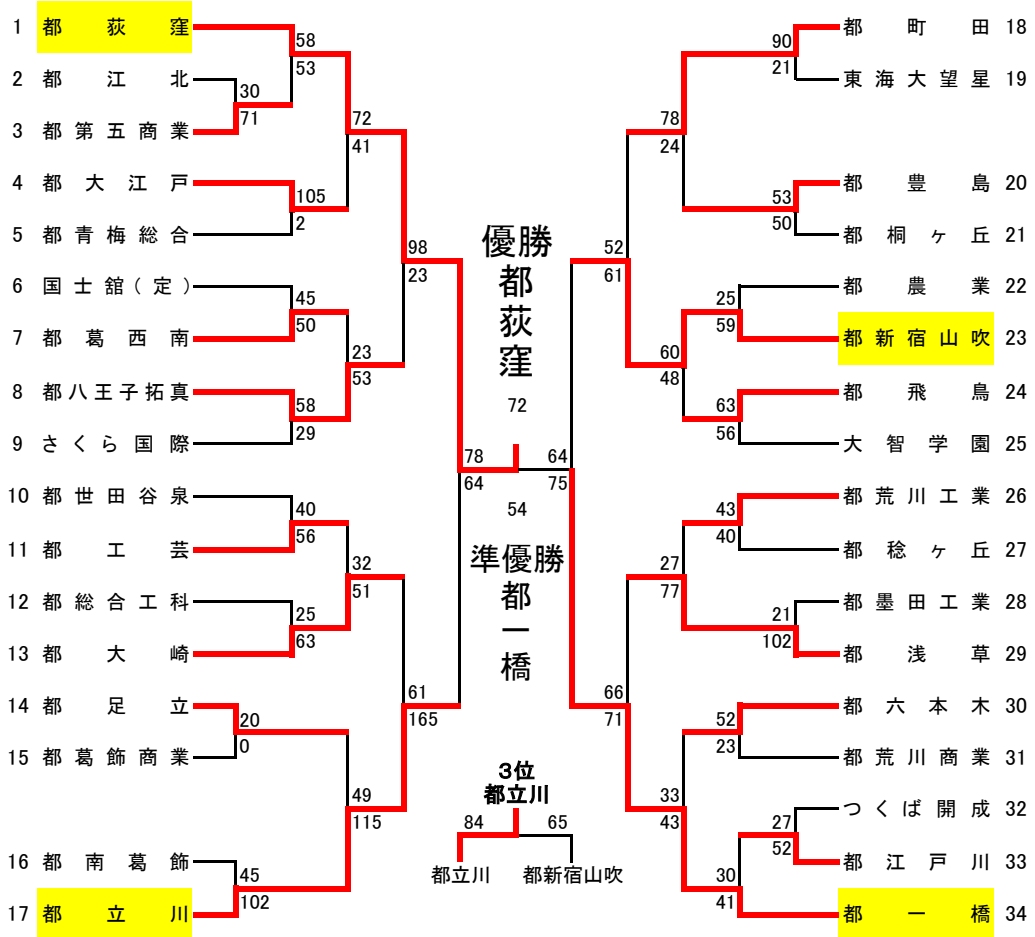 1 都荻窪
2 都江北
3 都第五商業
4 都大江戸
5 都青梅総合
6 国士舘(定)
7 都葛西南
8 都八王子拓真
9 さくら国際
10 都世田谷泉
11 都工芸
12 都総合工科
13 都大崎
14 都足立
15 都葛飾商業
16 都南葛飾
17 都立川
58
53
30
71
105
2
45
50
58
29
40
56
25
63
20
0
45
102
72
41
23
53
32
51
49
115
98
23
61
165
78
64
優勝
都荻窪
72
54
準優勝
都一橋
3位
都立川
84
65
都立川
都新宿山吹
64
75
52
61
66
71
78
24
60
48
27
77
33
43
90
21
53
50
25
59
63
56
43
40
21
102
52
23
27
52
30
41
都町田 18
東海大望星 19
都豊島 20
都桐ヶ丘 21
都農業 22
都新宿山吹 23
都飛鳥 24
大智学園 25
都荒川工業 26
都稔ヶ丘 27
都墨田工業 28
都浅草 29
都六本木 30
都荒川商業 31
つくば開成 32
都江戸川 33
都一橋 34